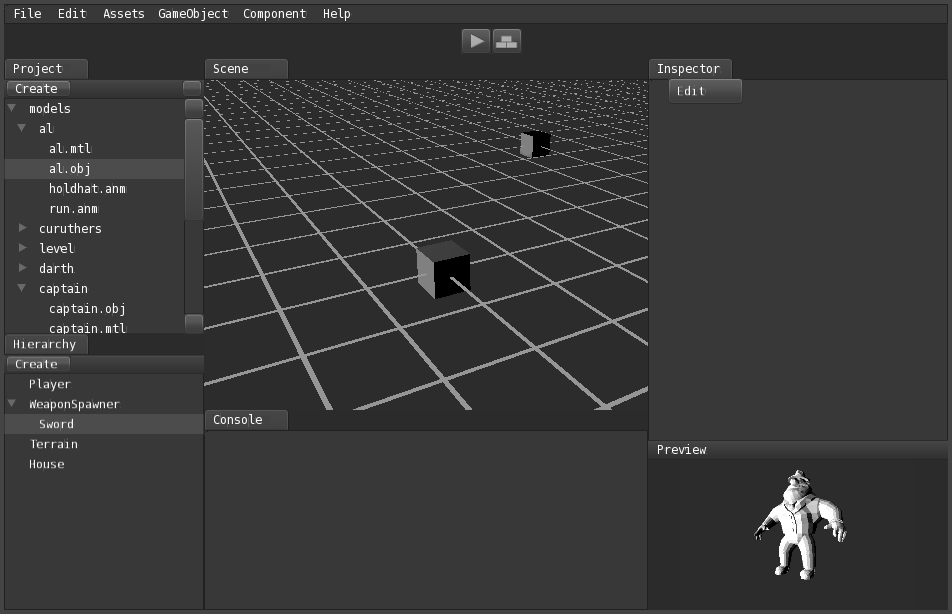 File Edit Assets GameObject Component Help
Project
Create
models
al
al.mtl
al.obj
holdhat.anm
run.anm
curuthers
level
darth
captain
captain.obj
captain.mtl
Hierarchy
Create
Player
WeaponSpawner
Sword
Terrain
House
Scene
Console
Inspector
Edit
Preview